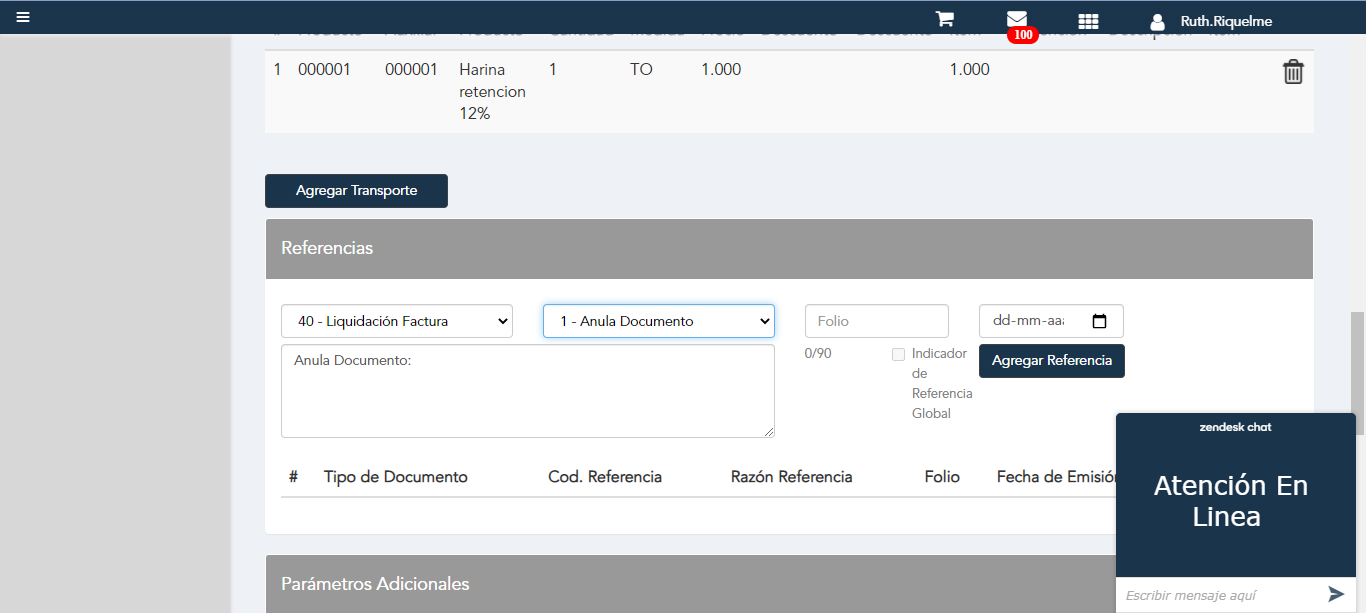 Ruth.Riquelme
100
1 000001 000001 Harina 1 TO 1.000 1.000
retencion
12%
Agregar Transporte
Referencias
40 - Liquidación Factura 1 - Anula Documento Folio dd-mm-aa
Anula Documento: 0/90 Indicador Agregar Referencia
de
Referencia
Global
zendesk chat
Atención En
Linea
# Tipo de Documento Cod. Referencia Razón Referencia Folio Fecha de Emisión
Parámetros Adicionales
Escribir mensaje aquí